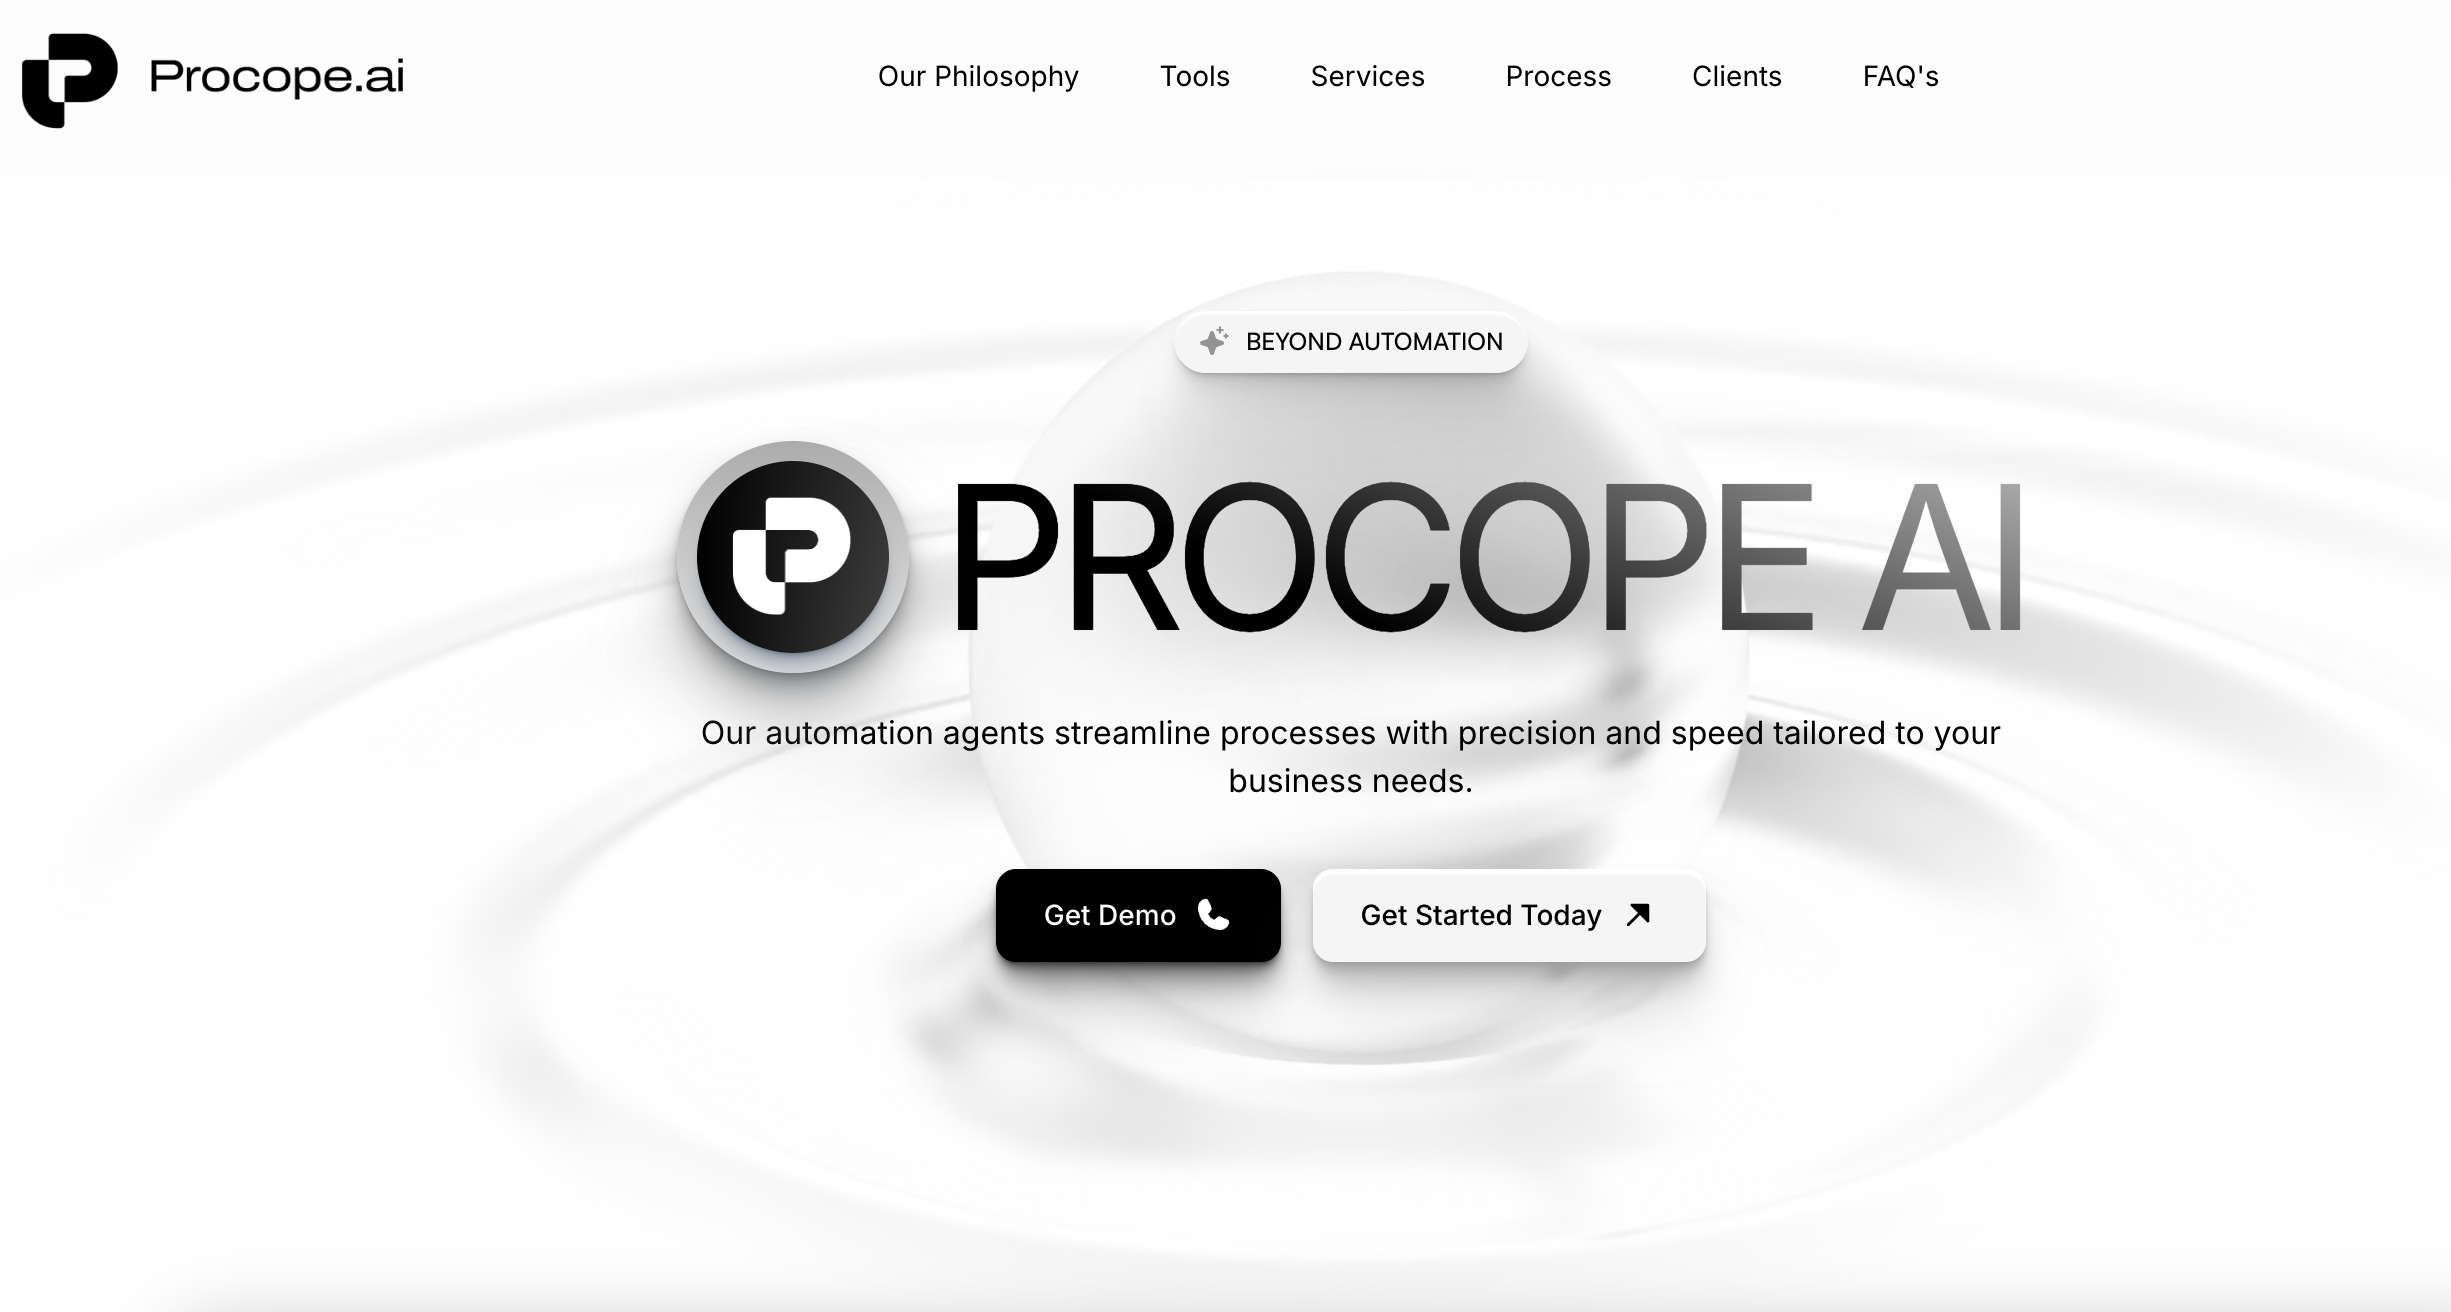 Procope.ai
Our Philosophy
Tools
Services
Process
Clients
FAQ's
BEYOND AUTOMATION
PROCOPE AI
Our automation agents streamline processes with precision and speed tailored to your
business needs.
Get Demo
Get Started Today